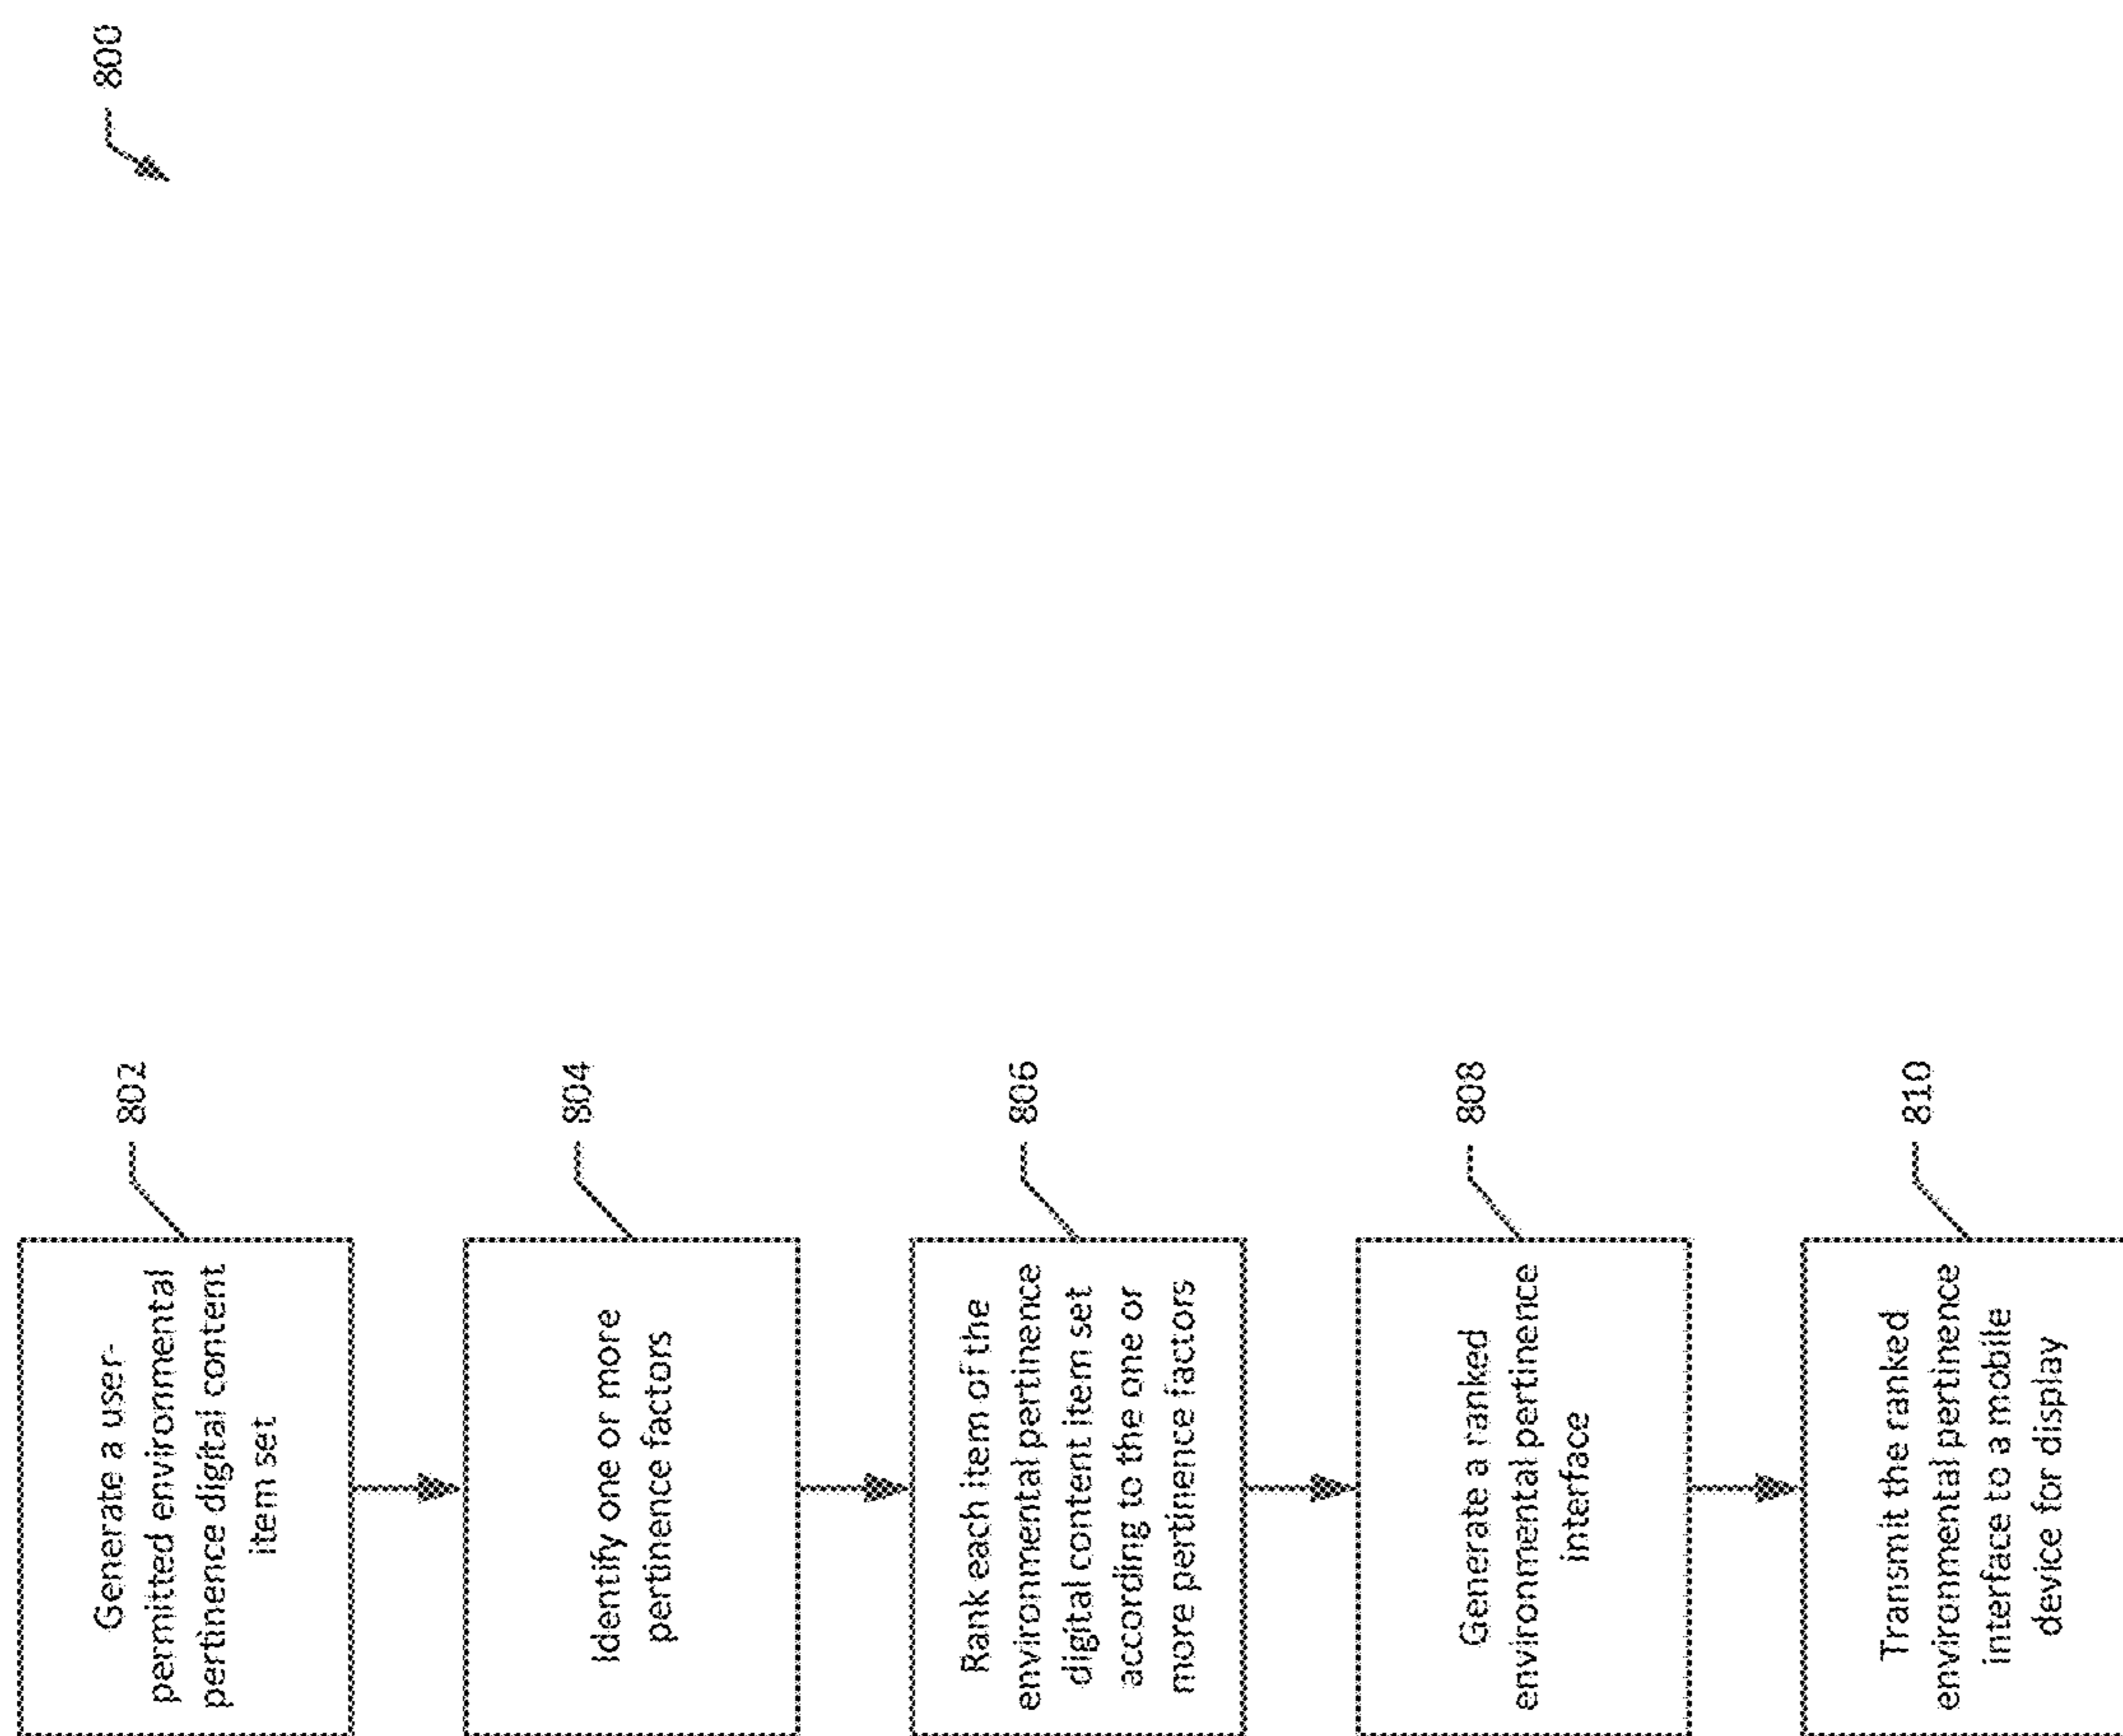 800
802
Generate a user-
permitted environmental
pertinence digital content
item set
804
Identify one or more
pertinence factors
806
Rank each item of the
environmental pertinence
digital content item set
according to the one or
more pertinence factors
808
Generate a ranked
environmental pertinence
interface
810
Transmit the ranked
environmental pertinence
interface to a mobile
device for display